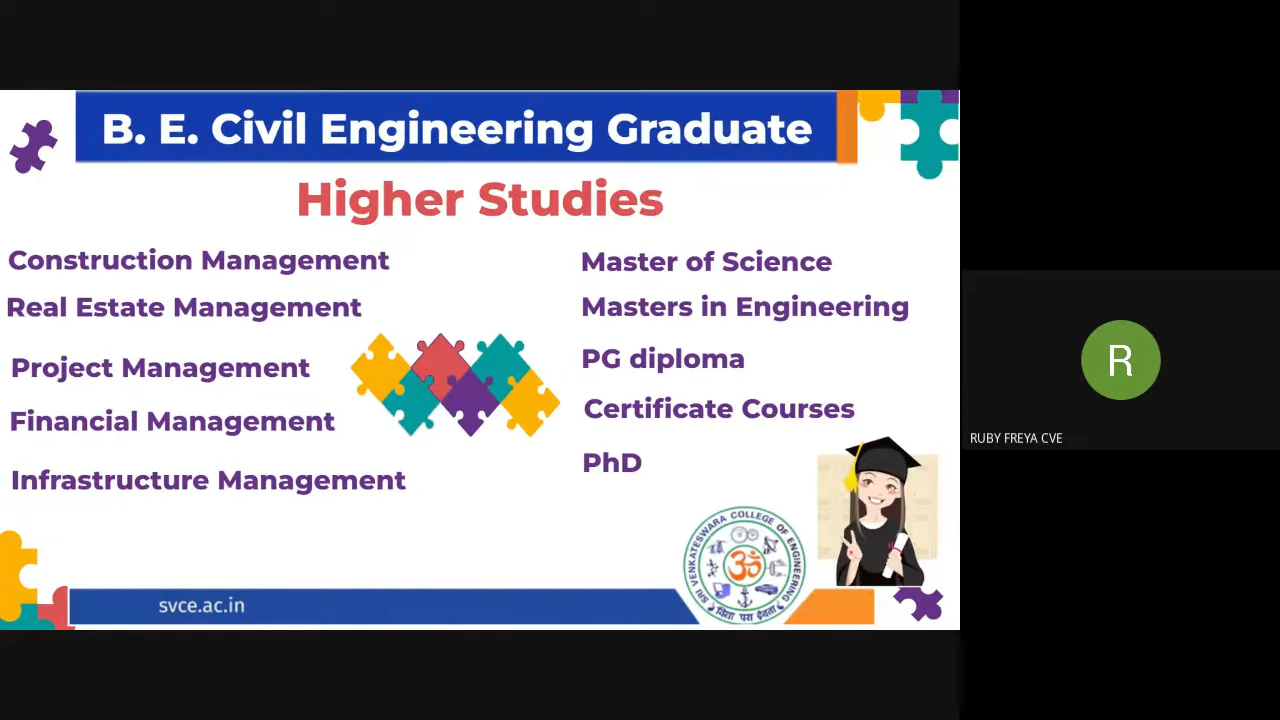 B. E. Civil Engineering Graduate
Higher Studies
Construction Management
Real Estate Management
Project Management
Financial Management
Infrastructure Management
Master of Science
Masters in Engineering
PG diploma
Certificate Courses
PhD
SRI VENKATESWARA COLLEGE OF ENGINEERING
ॐ
विद्या परा देवता
svce.ac.in
R
RUBY FREYA CVE